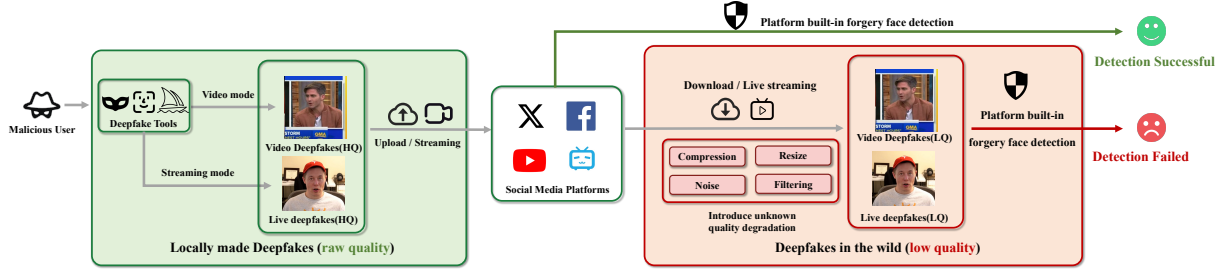 Platform built-in forgery face detection
Detection Successful
Malicious User
Deepfake Tools
Video mode
Streaming mode
STORM
GMA
Video Deepfakes(HQ)
Live deepfakes(HQ)
Locally made Deepfakes (raw quality)
Upload / Streaming
X
f
Social Media Platforms
Download / Live streaming
Compression
Resize
Noise
Filtering
Introduce unknown
quality degradation
STORM
GMA
Video Deepfakes(LQ)
Live deepfakes(LQ)
Deepfakes in the wild (low quality)
Platform built-in
forgery face detection
Detection Failed